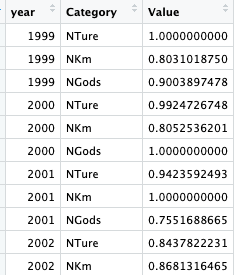 year Category Value
1999 NTure 1.0000000000
1999 NKm 0.8031018750
1999 NGods 0.9003897478
2000 NTure 0.9924726748
2000 NKm 0.8052536201
2000 NGods 1.0000000000
2001 NTure 0.9423592493
2001 NKm 1.0000000000
2001 NGods 0.7551688665
2002 NTure 0.8437822231
2002 NKm 0.8681316465